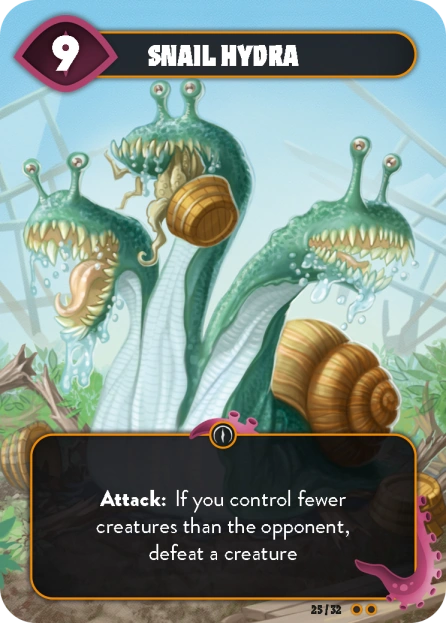 9
SNAIL HYDRA
Attack: If you control fewer
creatures than the opponent,
defeat a creature
25/32